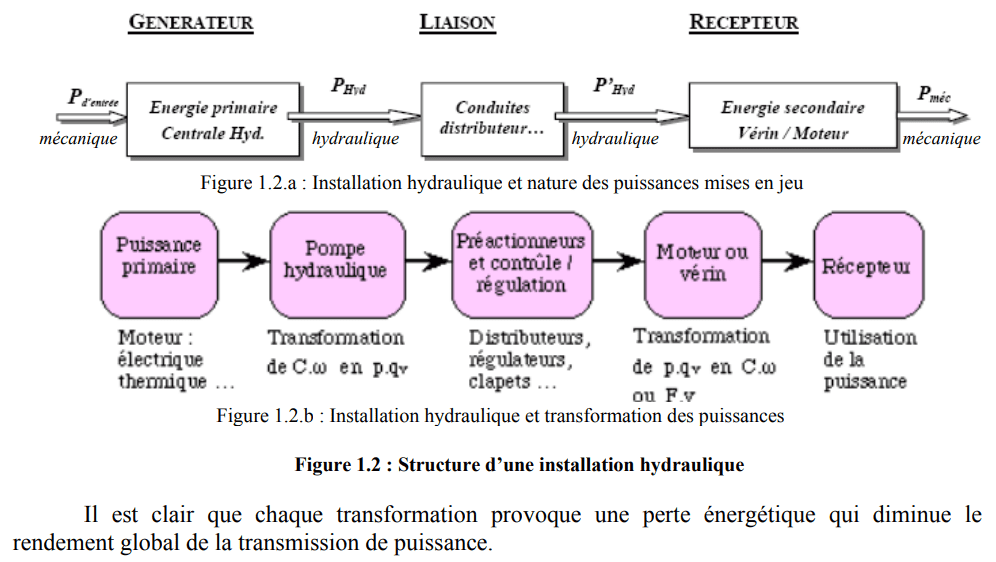 GENERATEUR LIAISON RECEPTEUR
P d'entrée
mécanique
Energie primaire
Centrale Hyd.
P Hyd
hydraulique
Conduites
distributeur…
P' Hyd
hydraulique
Energie secondaire
Vérin / Moteur
P méc
mécanique
Figure 1.2.a : Installation hydraulique et nature des puissances mises en jeu
Puissance
primaire
Pompe
hydraulique
Préactionneurs
et contrôle /
régulation
Moteur ou
vérin
Récepteur
Moteur :
électrique
thermique …
Transformation
de C.ω en p.qv
Distributeurs,
régulateurs,
clapets …
Transformation
de p.qv en C.ω
ou F.v
Utilisation
de la
puissance
Figure 1.2.b : Installation hydraulique et transformation des puissances
Figure 1.2 : Structure d’une installation hydraulique
Il est clair que chaque transformation provoque une perte énergétique qui diminue le
rendement global de la transmission de puissance.